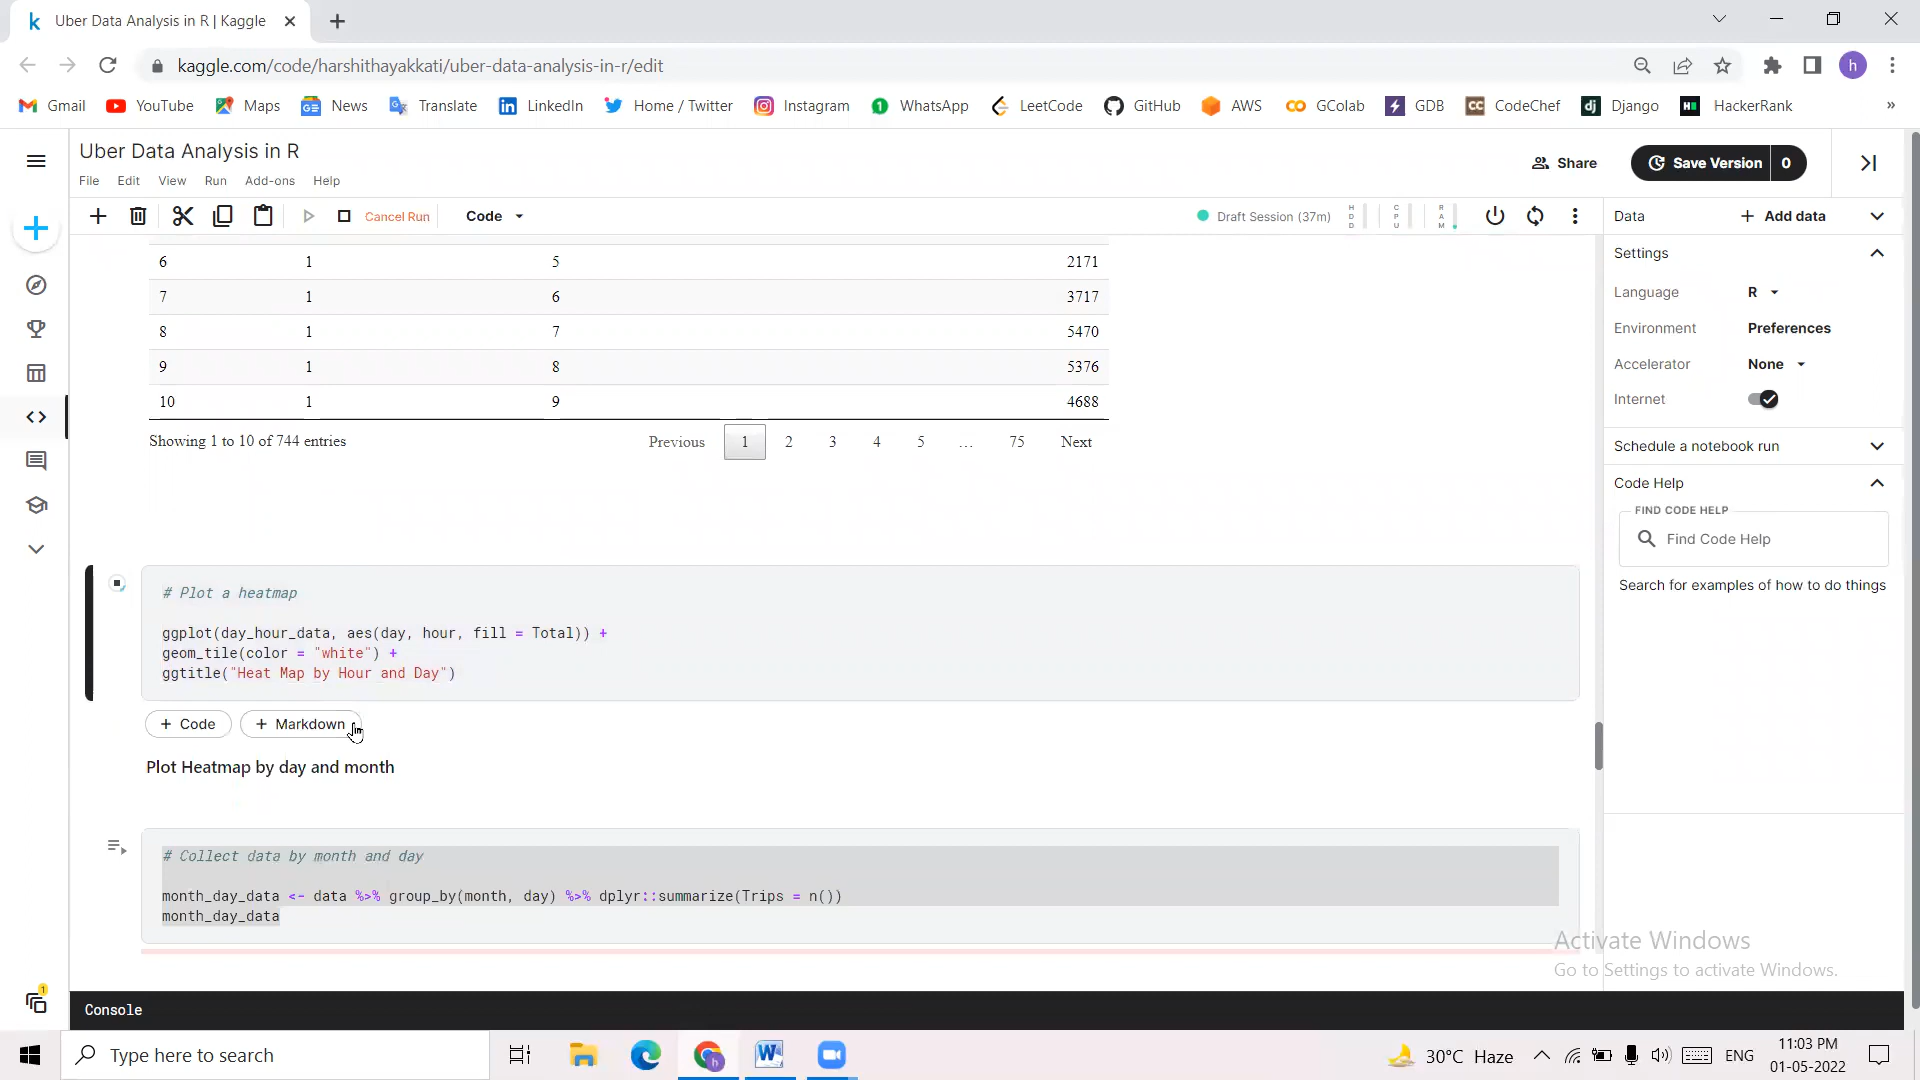 Uber Data Analysis in R | Kaggle
kaggle.com/code/harshithayakkati/uber-data-analysis-in-r/edit
h
Gmail YouTube Maps News Translate LinkedIn Home / Twitter Instagram WhatsApp LeetCode GitHub AWS GColab GDB CodeChef Django HackerRank »
Uber Data Analysis in R
File Edit View Run Add-ons Help
Share
Save Version 0
Cancel Run
Code
Draft Session (37m)
HDD
CPU
RAM
Data
+ Add data
6 1 5 2171
7 1 6 3717
8 1 7 5470
9 1 8 5376
10 1 9 4688
Showing 1 to 10 of 744 entries
Previous 1 2 3 4 5 … 75 Next
# Plot a heatmap
ggplot(day_hour_data, aes(day, hour, fill = Total)) +
geom_tile(color = "white") +
ggtitle("Heat Map by Hour and Day")
+ Code
+ Markdown
Plot Heatmap by day and month
# Collect data by month and day
month_day_data <- data %>% group_by(month, day) %>% dplyr::summarize(Trips = n())
month_day_data
Settings
Language R
Environment Preferences
Accelerator None
Internet
Schedule a notebook run
Code Help
FIND CODE HELP
Find Code Help
Search for examples of how to do things
Activate Windows
Go to Settings to activate Windows.
1
Console
Type here to search
h
30°C Haze
ENG
11:03 PM
01-05-2022